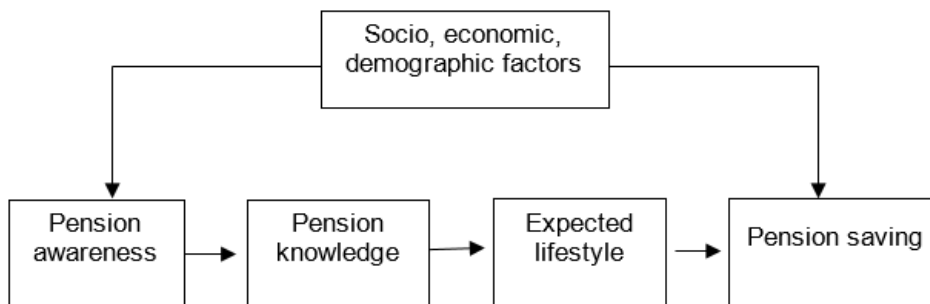 Socio, economic,
demographic factors
Pension
awareness
Pension
knowledge
Expected
lifestyle
Pension saving